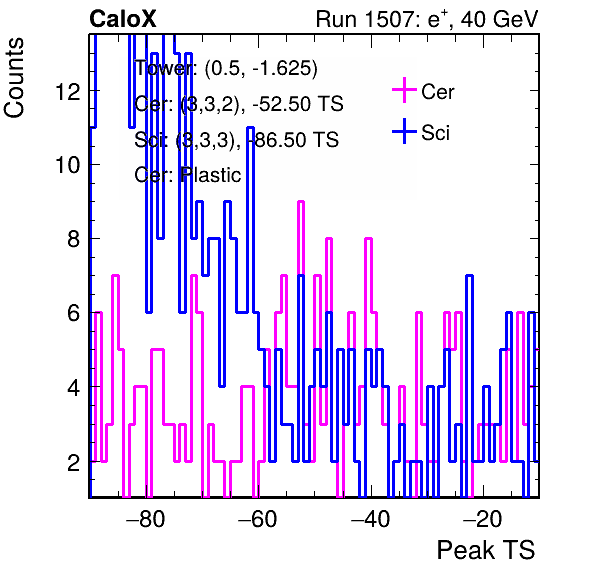 CaloX Run 1507: e+, 40 GeV
Counts
Tower: (0.5, -1.625)
Cer: (3,3,2), -52.50 TS
Sci: (3,3,3), -86.50 TS
Cer: Plastic
Cer
Sci
12
10
8
6
4
2
−80 −60 −40 −20
Peak TS